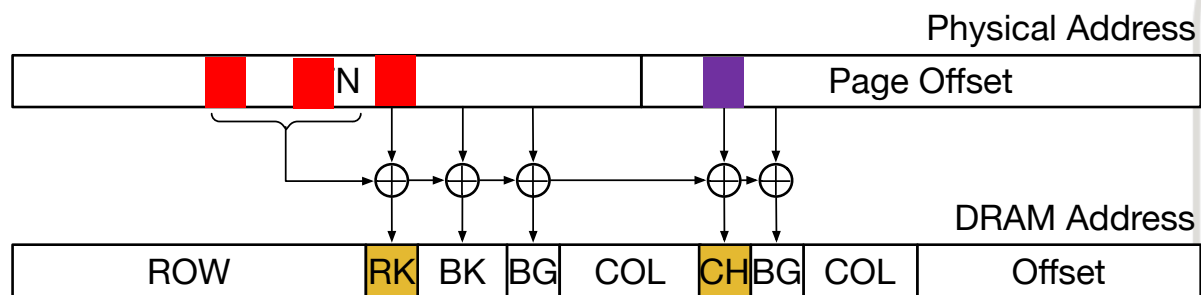 Physical Address
N Page Offset
DRAM Address
ROW RK BK BG COL CH BG COL Offset